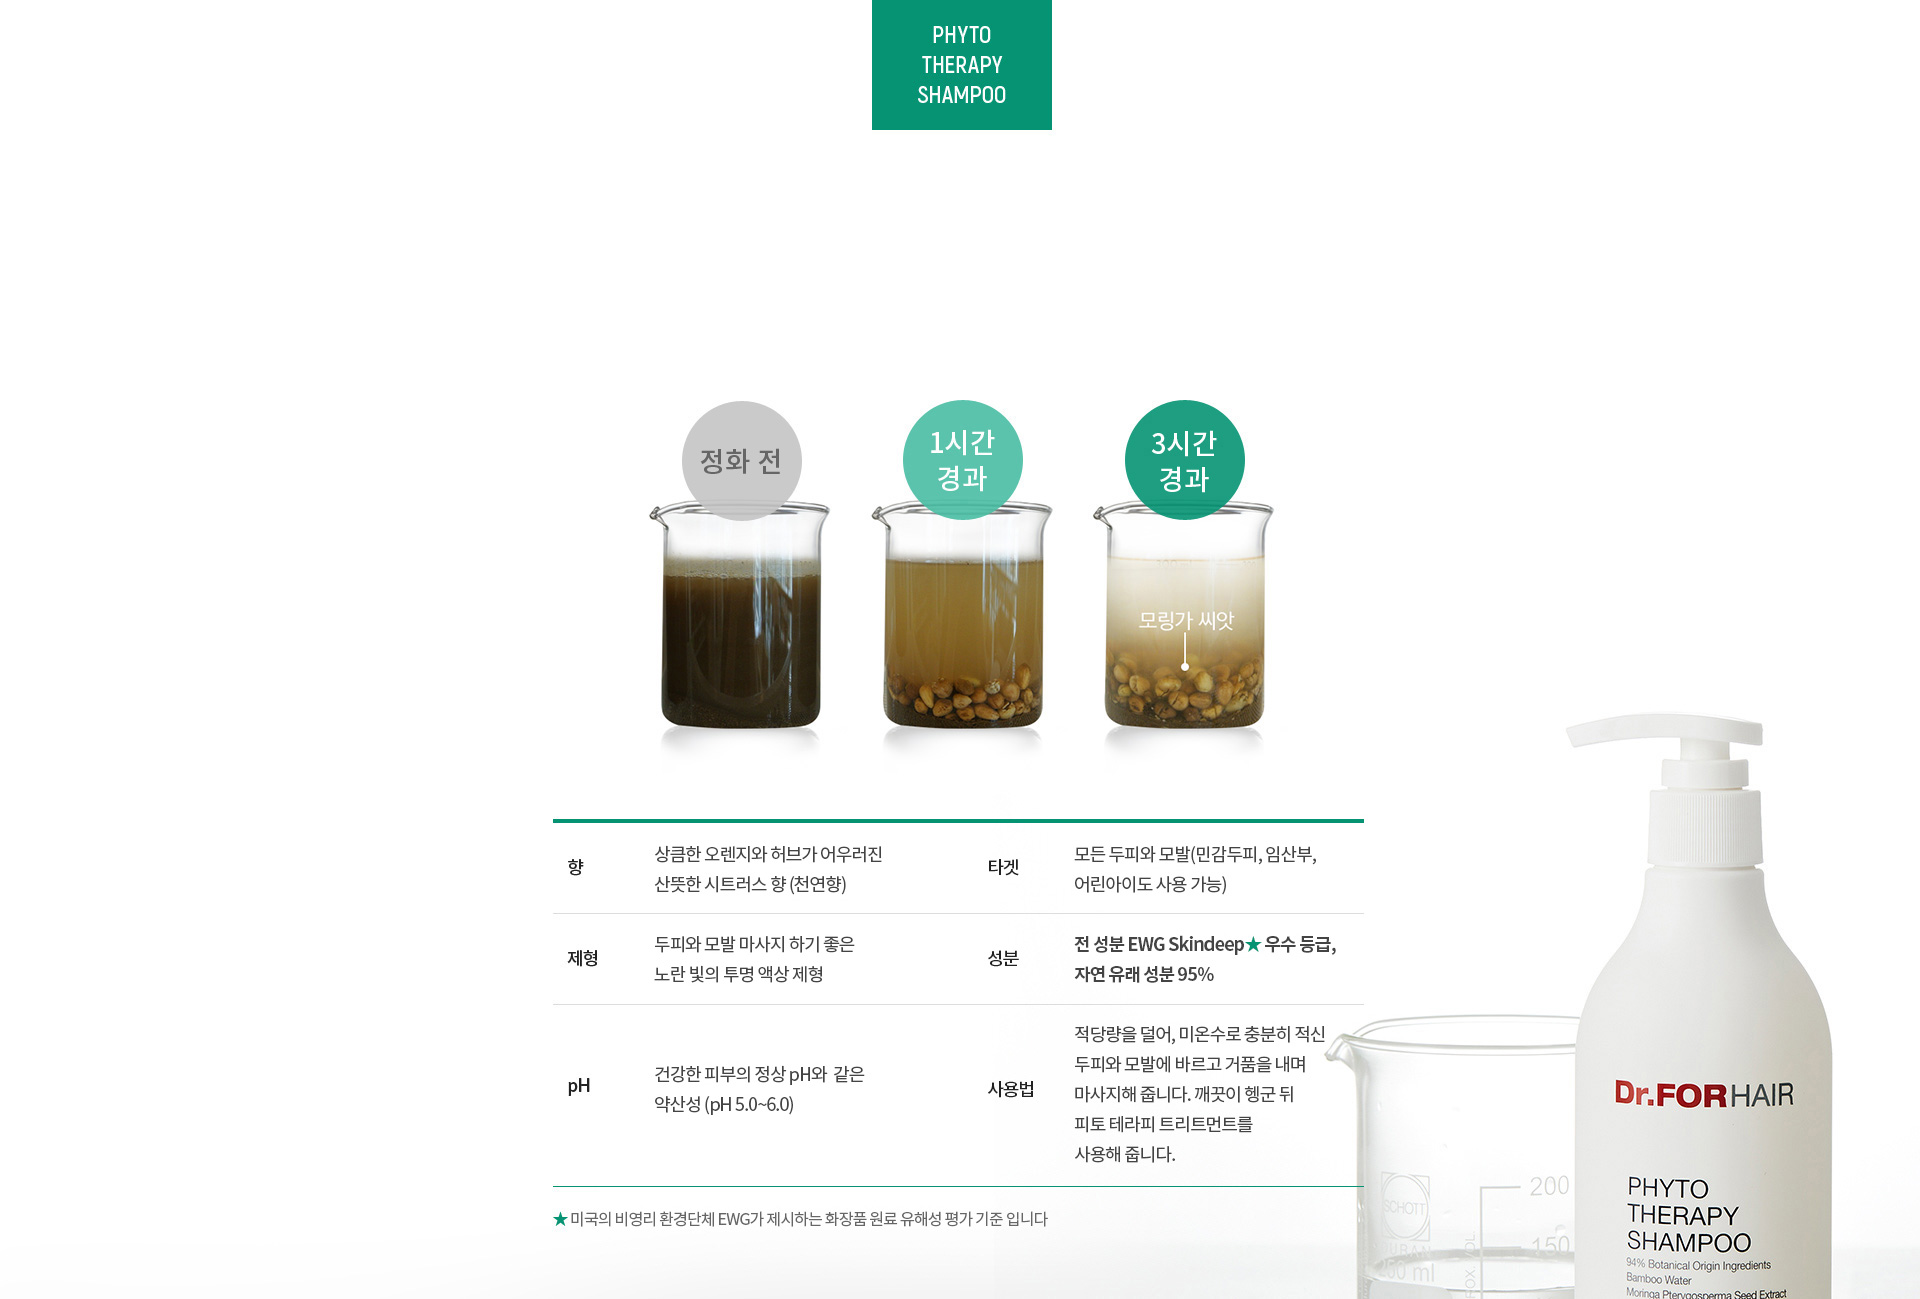 PHYTO
THERAPY
SHAMPOO
정화 전
1시간
경과
3시간
경과
모링가 씨앗
향
상큼한 오렌지와 허브가 어우러진
산뜻한 시트러스 향 (천연향)
타겟
모든 두피와 모발(민감두피, 임산부,
어린아이도 사용 가능)
제형
두피와 모발 마사지 하기 좋은
노란 빛의 투명 액상 제형
성분
전 성분 EWG Skindeep★ 우수 등급,
자연 유래 성분 95%
pH
건강한 피부의 정상 pH와 같은
약산성 (pH 5.0~6.0)
사용법
적당량을 덜어, 미온수로 충분히 적신
두피와 모발에 바르고 거품을 내며
마사지해 줍니다. 깨끗이 헹군 뒤
피토 테라피 트리트먼트를
사용해 줍니다.
★ 미국의 비영리 환경단체 EWG가 제시하는 화장품 원료 유해성 평가 기준 입니다
Dr.FORHAIR
PHYTO
THERAPY
SHAMPOO
94% Botanical Origin Ingredients
Bamboo Water
Moringa Pterygosperma Seed Extract
SCHOTT
200
150
ml